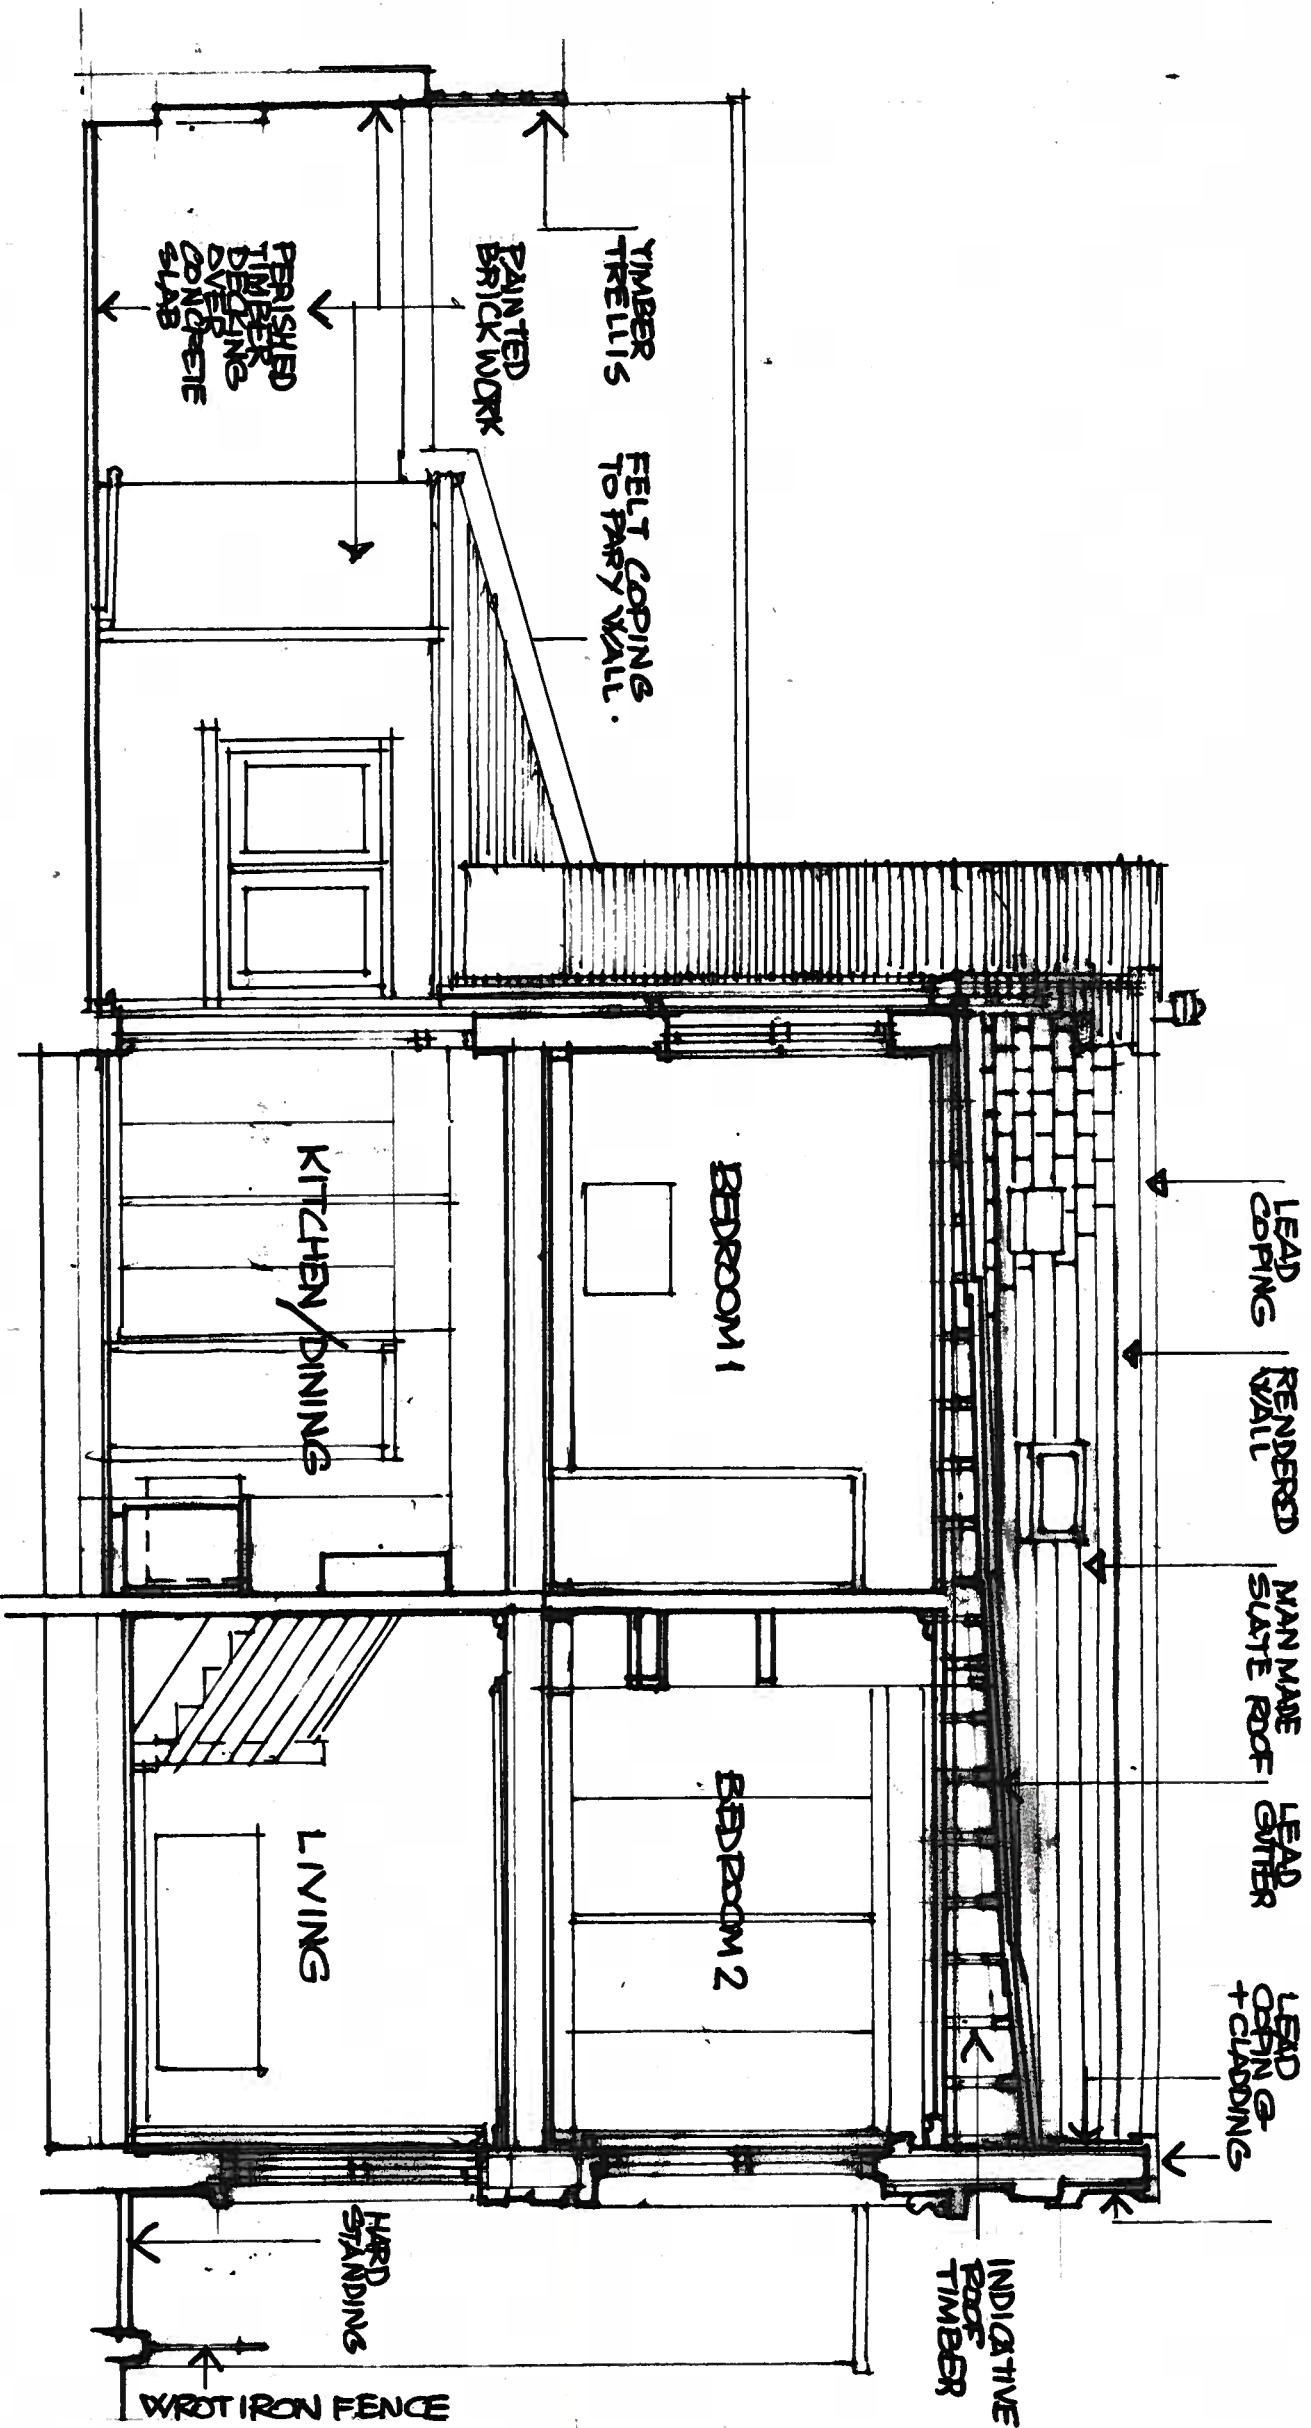 LEAD
COPING
RENDERED
WALL
MAN MADE
SLATE ROOF
LEAD
GUTTER
LEAD
COPING
+ CLADDING
TIMBER
TRELLIS
FELT COPING
TO PARY WALL.
PAINTED
BRICKWORK
PERISHED
TIMBER
DECKING
OVER
CONCRETE
SLAB
BEDROOM 1
BEDROOM 2
KITCHEN/DINING
LIVING
INDICATIVE
ROOF
TIMBER
HARD
STANDING
WROT IRON FENCE